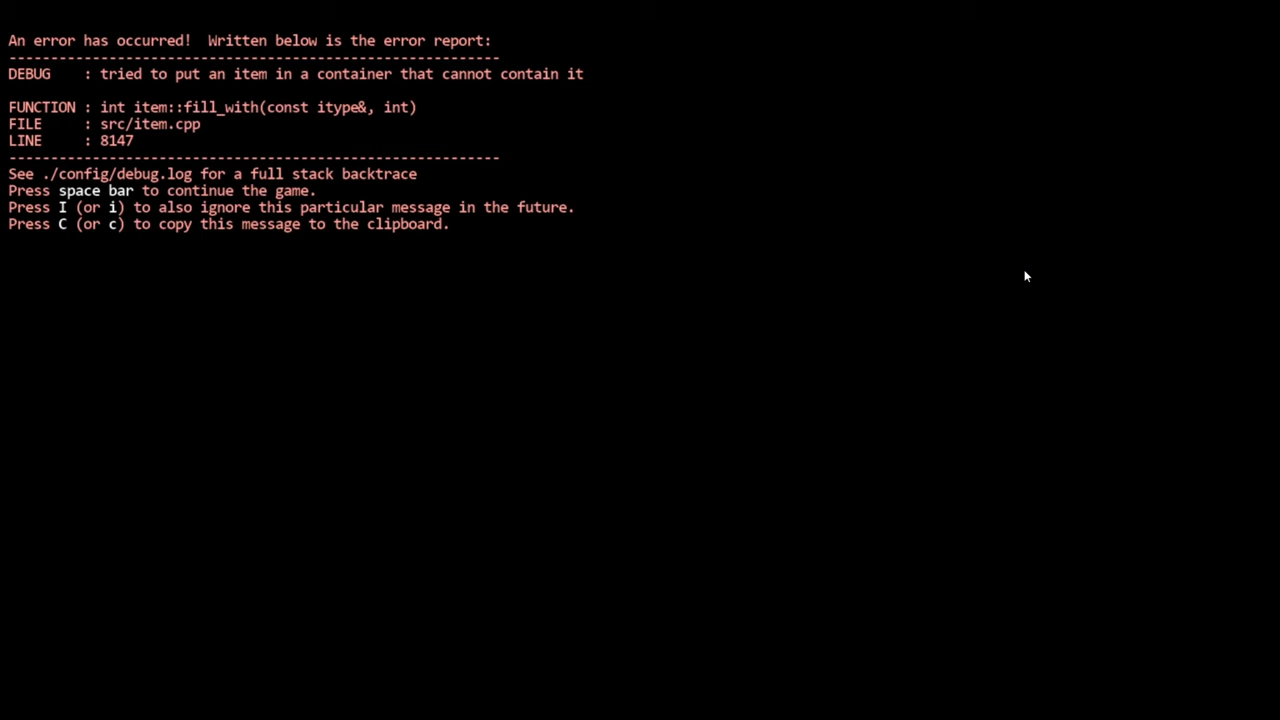 An error has occurred!  Written below is the error report:
-----------------------------------------------------------
DEBUG    : tried to put an item in a container that cannot contain it
FUNCTION : int item::fill_with(const itype&, int)
FILE     : src/item.cpp
LINE     : 8147
-----------------------------------------------------------
See ./config/debug.log for a full stack backtrace
Press space bar to continue the game.
Press I (or i) to also ignore this particular message in the future.
Press C (or c) to copy this message to the clipboard.